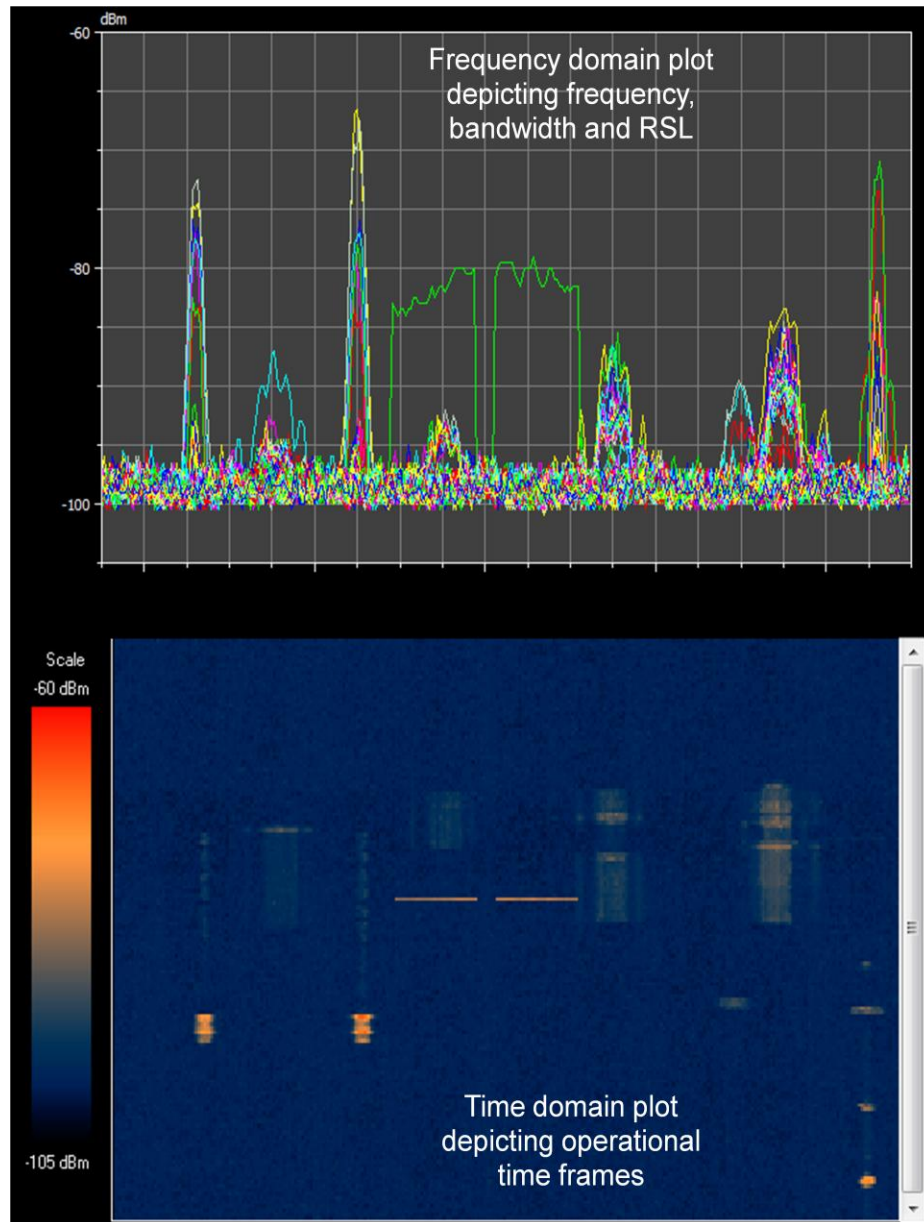 dBm
-60
Frequency domain plot
depicting frequency,
bandwidth and RSL
-80
-100
Scale
-60 dBm
-105 dBm
Time domain plot
depicting operational
time frames